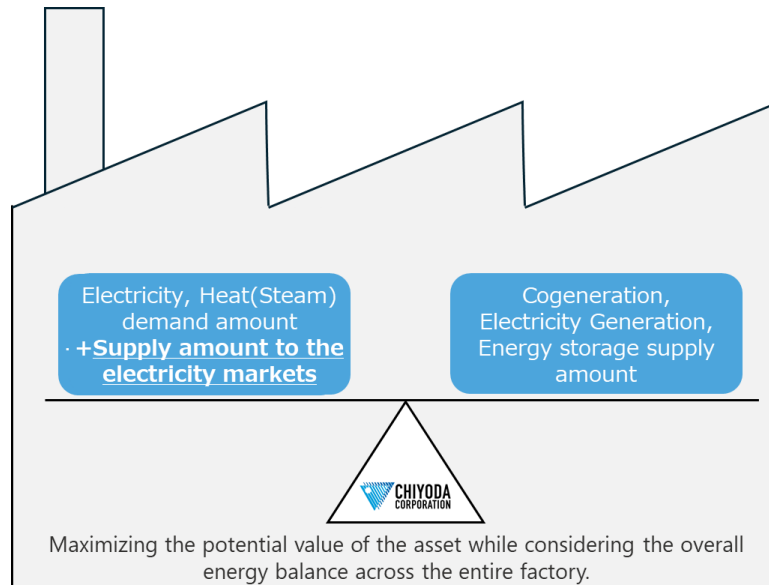 Electricity, Heat(Steam)
demand amount
· +Supply amount to the
electricity markets
Cogeneration,
Electricity Generation,
Energy storage supply
amount
CHIYODA
CORPORATION
Maximizing the potential value of the asset while considering the overall
energy balance across the entire factory.